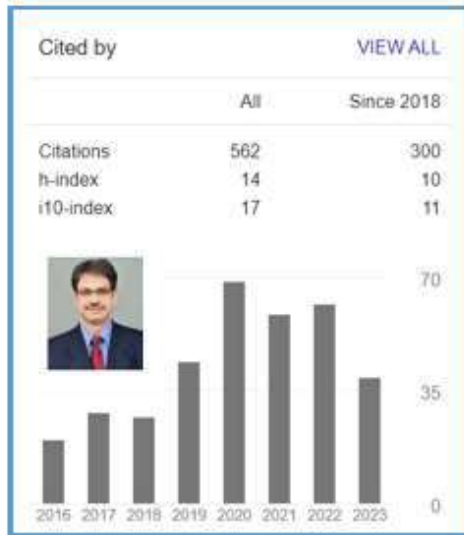 Cited by VIEW ALL
All Since 2018
Citations 562 300
h-index 14 10
i10-index 17 11
70
35
0
2016 2017 2018 2019 2020 2021 2022 2023